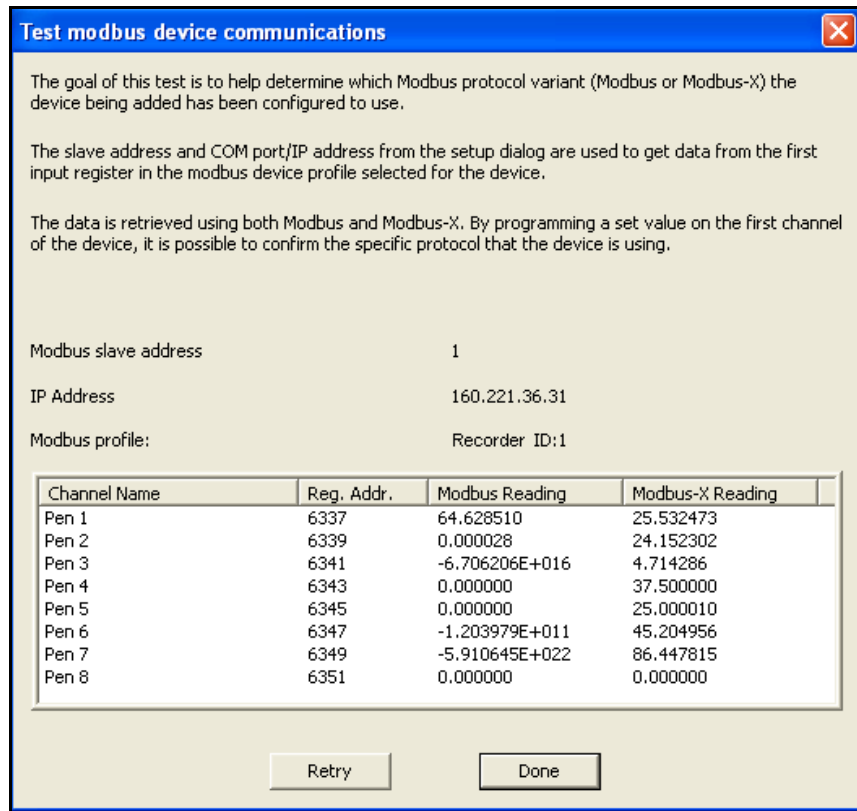 Test modbus device communications
The goal of this test is to help determine which Modbus protocol variant (Modbus or Modbus-X) the
device being added has been configured to use.
The slave address and COM port/IP address from the setup dialog are used to get data from the first
input register in the modbus device profile selected for the device.
The data is retrieved using both Modbus and Modbus-X. By programming a set value on the first channel
of the device, it is possible to confirm the specific protocol that the device is using.
Modbus slave address 1
IP Address 160.221.36.31
Modbus profile: Recorder ID:1
Channel Name Reg. Addr. Modbus Reading Modbus-X Reading
Pen 1 6337 64.628510 25.532473
Pen 2 6339 0.000028 24.152302
Pen 3 6341 -6.706206E+016 4.714286
Pen 4 6343 0.000000 37.500000
Pen 5 6345 0.000000 25.000010
Pen 6 6347 -1.203979E+011 45.204956
Pen 7 6349 -5.910645E+022 86.447815
Pen 8 6351 0.000000 0.000000
Retry Done